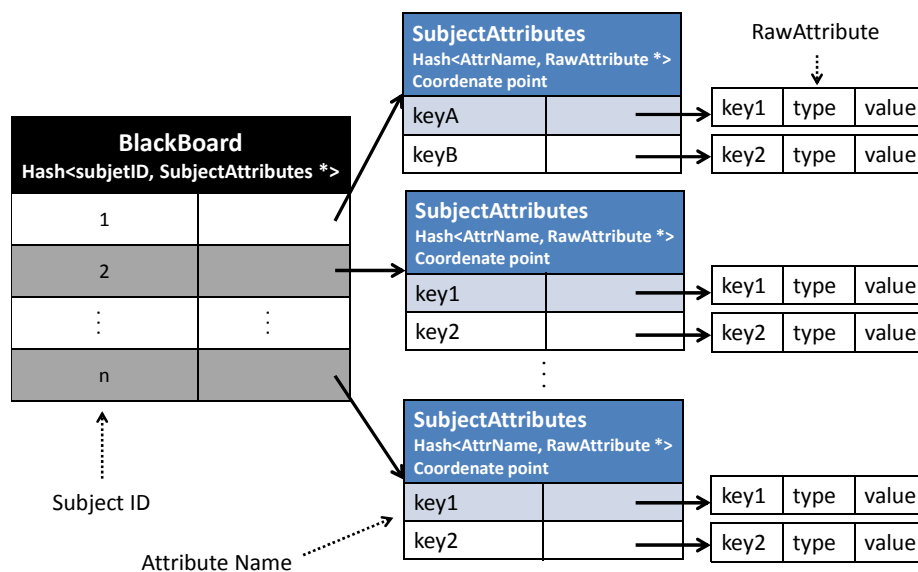 BlackBoard
Hash<subjetID, SubjectAttributes *>
1
2
⋮ ⋮
n
Subject ID
Attribute Name
SubjectAttributes
Hash<AttrName, RawAttribute *>
Coordenate point
keyA
keyB
SubjectAttributes
Hash<AttrName, RawAttribute *>
Coordenate point
key1
key2
⋮
SubjectAttributes
Hash<AttrName, RawAttribute *>
Coordenate point
key1
key2
RawAttribute
key1 type value
key2 type value
key1 type value
key2 type value
key1 type value
key2 type value